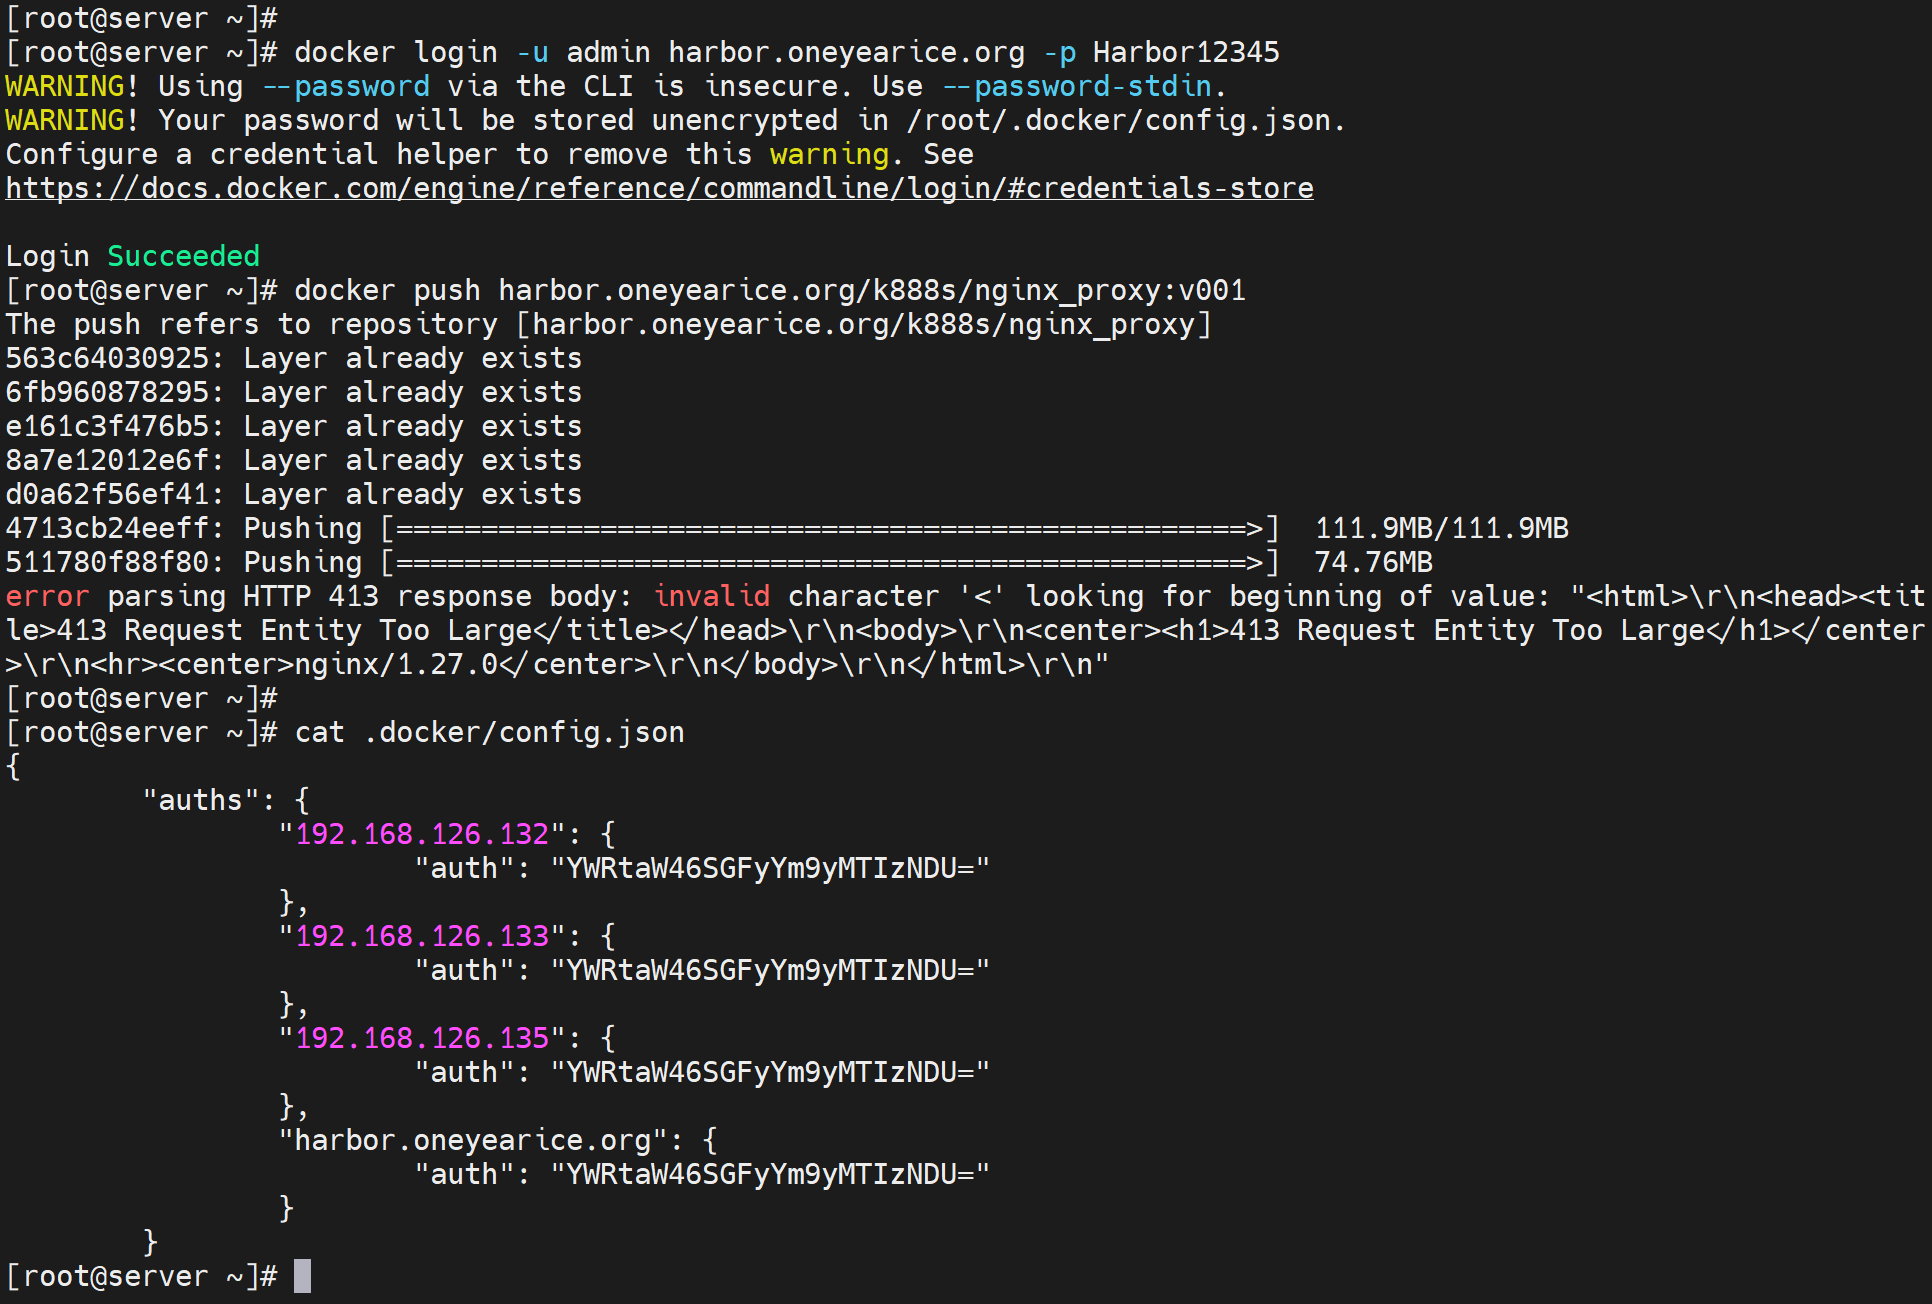 [root@server ~]#
[root@server ~]# docker login -u admin harbor.oneyearice.org -p Harbor12345
WARNING! Using --password via the CLI is insecure. Use --password-stdin.
WARNING! Your password will be stored unencrypted in /root/.docker/config.json.
Configure a credential helper to remove this warning. See
https://docs.docker.com/engine/reference/commandline/login/#credentials-store

Login Succeeded
[root@server ~]# docker push harbor.oneyearice.org/k888s/nginx_proxy:v001
The push refers to repository [harbor.oneyearice.org/k888s/nginx_proxy]
563c64030925: Layer already exists
6fb960878295: Layer already exists
e161c3f476b5: Layer already exists
8a7e12012e6f: Layer already exists
d0a62f56ef41: Layer already exists
4713cb24eeff: Pushing [==================================================>]  111.9MB/111.9MB
511780f88f80: Pushing [==================================================>]  74.76MB
error parsing HTTP 413 response body: invalid character '<' looking for beginning of value: "<html>\r\n<head><tit
le>413 Request Entity Too Large</title></head>\r\n<body>\r\n<center><h1>413 Request Entity Too Large</h1></center
>\r\n<hr><center>nginx/1.27.0</center>\r\n</body>\r\n</html>\r\n"
[root@server ~]#
[root@server ~]# cat .docker/config.json
{
        "auths": {
                "192.168.126.132": {
                        "auth": "YWRtaW46SGFyYm9yMTIzNDU="
                },
                "192.168.126.133": {
                        "auth": "YWRtaW46SGFyYm9yMTIzNDU="
                },
                "192.168.126.135": {
                        "auth": "YWRtaW46SGFyYm9yMTIzNDU="
                },
                "harbor.oneyearice.org": {
                        "auth": "YWRtaW46SGFyYm9yMTIzNDU="
                }
        }
[root@server ~]#